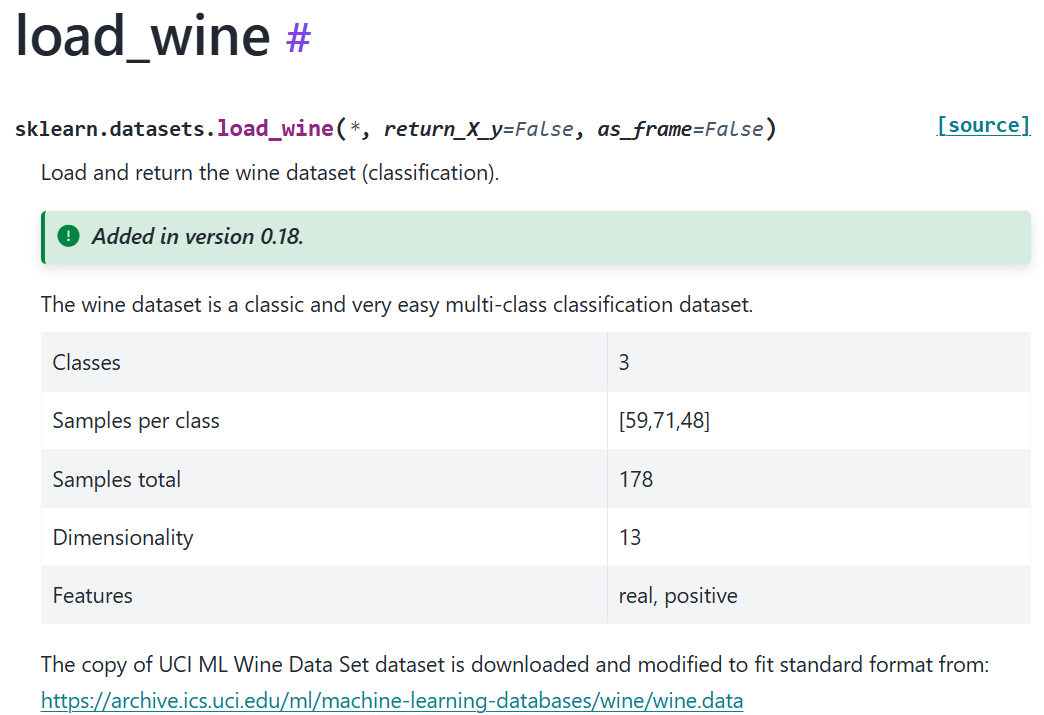 load_wine #
sklearn.datasets.load_wine(*, return_X_y=False, as_frame=False) [source]
Load and return the wine dataset (classification).
Added in version 0.18.
The wine dataset is a classic and very easy multi-class classification dataset.
Classes 3
Samples per class [59,71,48]
Samples total 178
Dimensionality 13
Features real, positive
The copy of UCI ML Wine Data Set dataset is downloaded and modified to fit standard format from:
https://archive.ics.uci.edu/ml/machine-learning-databases/wine/wine.data